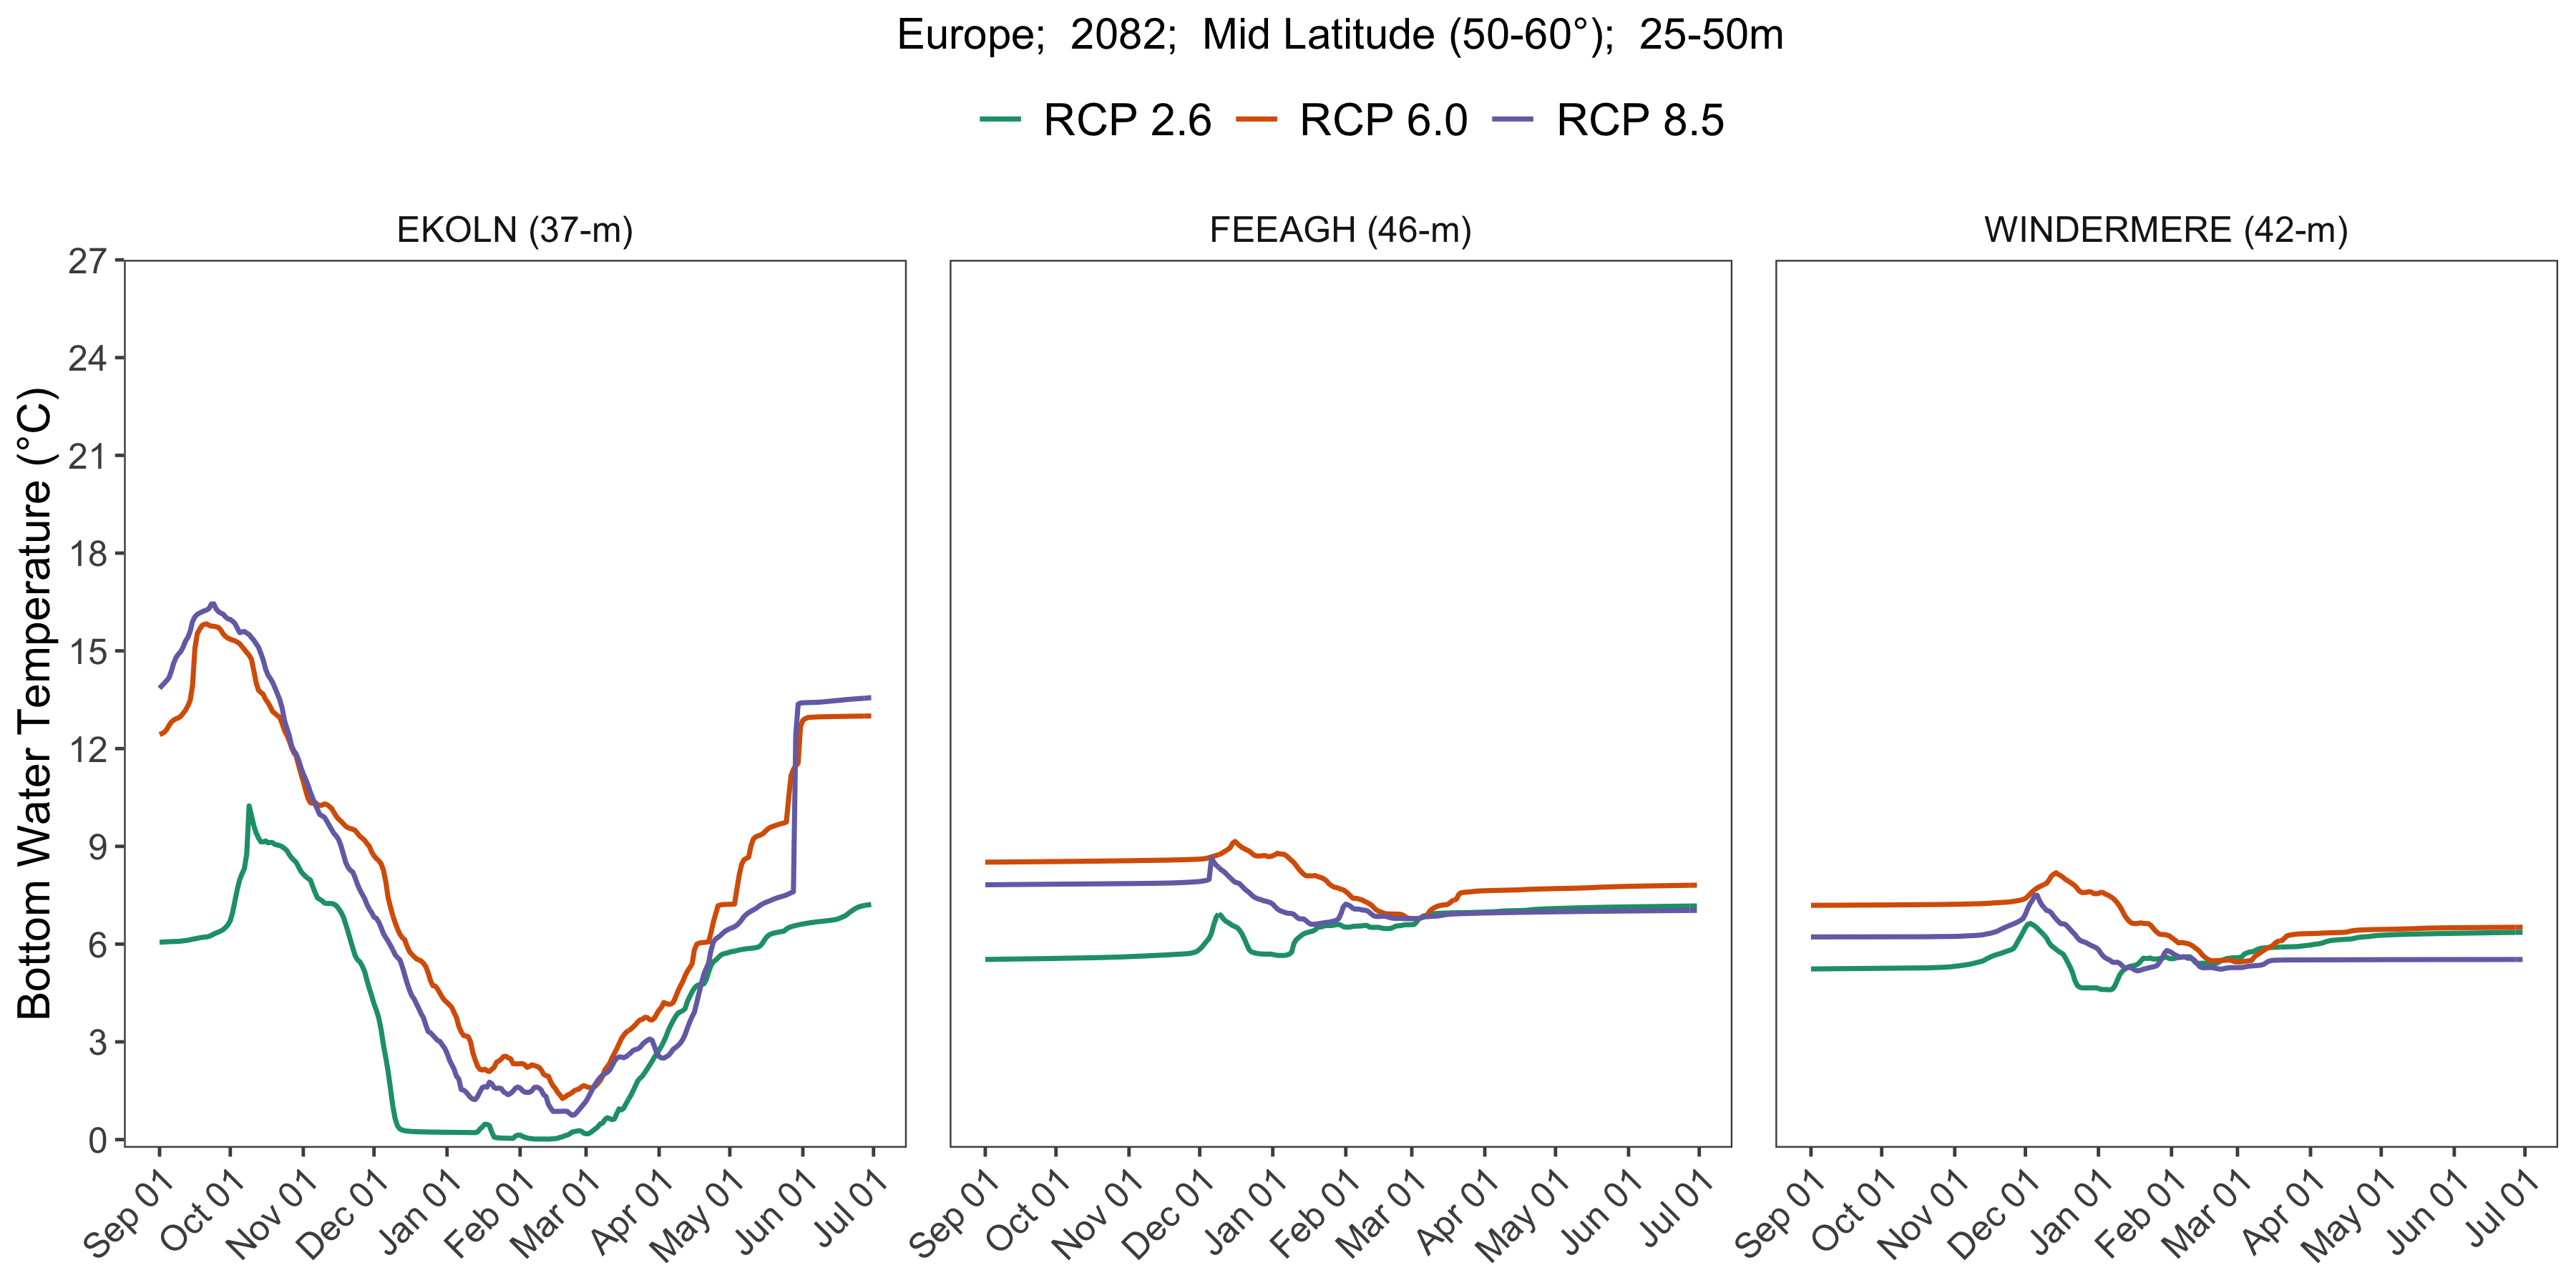 Europe;  2082;  Mid Latitude (50-60°);  25-50m
RCP 2.6 RCP 6.0 RCP 8.5
EKOLN (37-m) FEEAGH (46-m) WINDERMERE (42-m)
Bottom Water Temperature (°C)
27
24
21
18
15
12
9
6
3
0
Sep 01 Oct 01 Nov 01 Dec 01 Jan 01 Feb 01 Mar 01 Apr 01 May 01 Jun 01 Jul 01
Sep 01 Oct 01 Nov 01 Dec 01 Jan 01 Feb 01 Mar 01 Apr 01 May 01 Jun 01 Jul 01
Sep 01 Oct 01 Nov 01 Dec 01 Jan 01 Feb 01 Mar 01 Apr 01 May 01 Jun 01 Jul 01